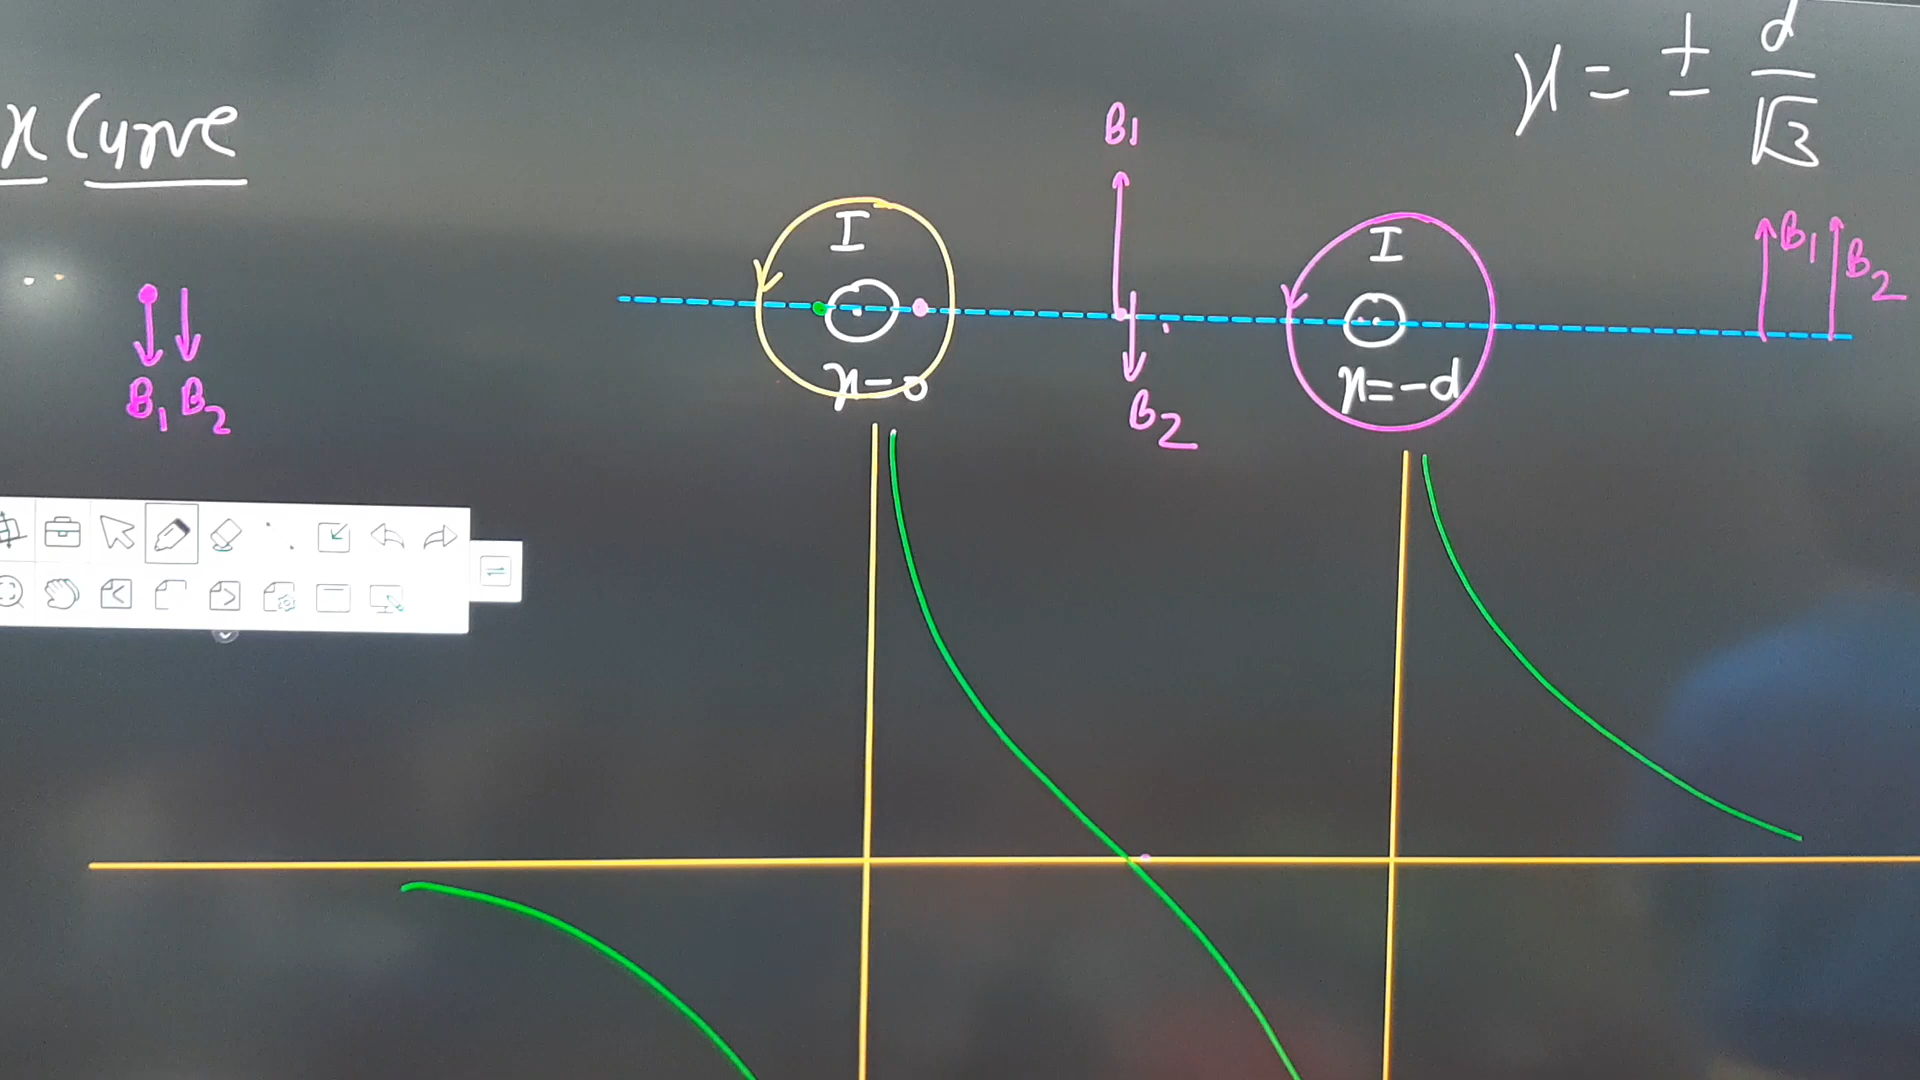 x Curve
x = ± d/√3
B1
I
I
B1 B2
x=0
x=-d
B1 B2
B2